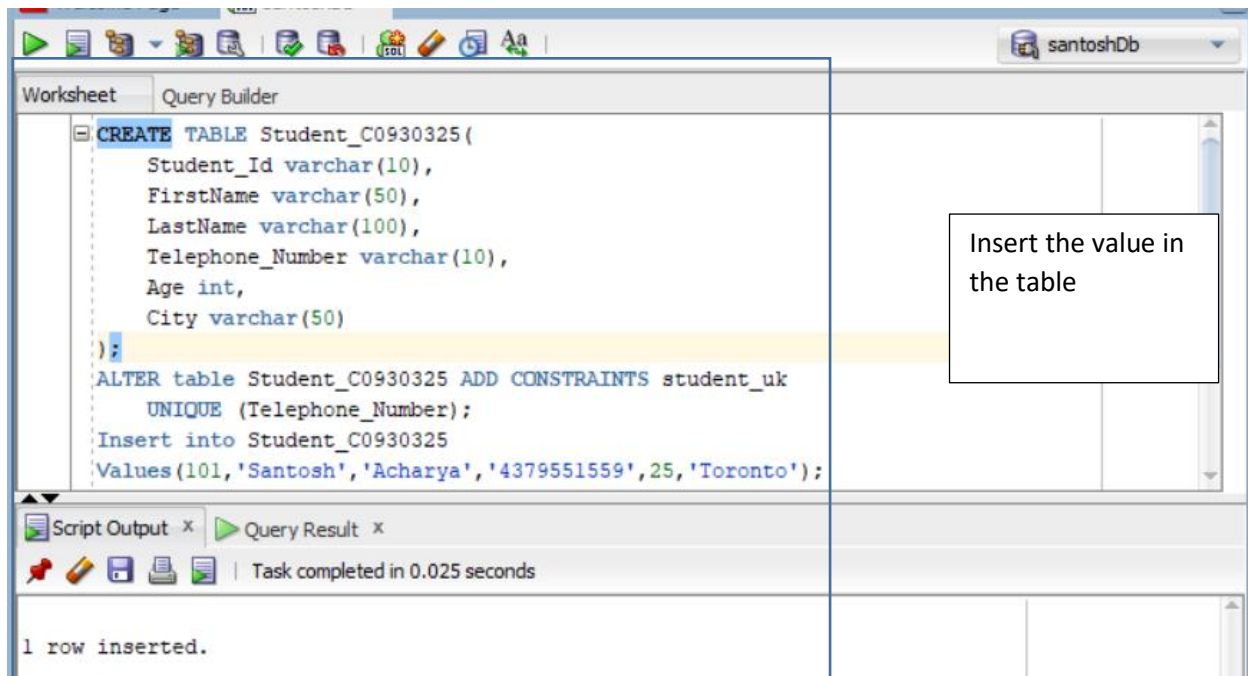 santoshDb
Worksheet Query Builder
CREATE TABLE Student_C0930325(
Student_Id varchar(10),
FirstName varchar(50),
LastName varchar(100),
Telephone_Number varchar(10),
Age int,
City varchar(50)
);
ALTER table Student_C0930325 ADD CONSTRAINTS student_uk
UNIQUE (Telephone_Number);
Insert into Student_C0930325
Values(101,'Santosh','Acharya','4379551559',25,'Toronto');
Insert the value in
the table
Script Output x Query Result x
Task completed in 0.025 seconds
1 row inserted.